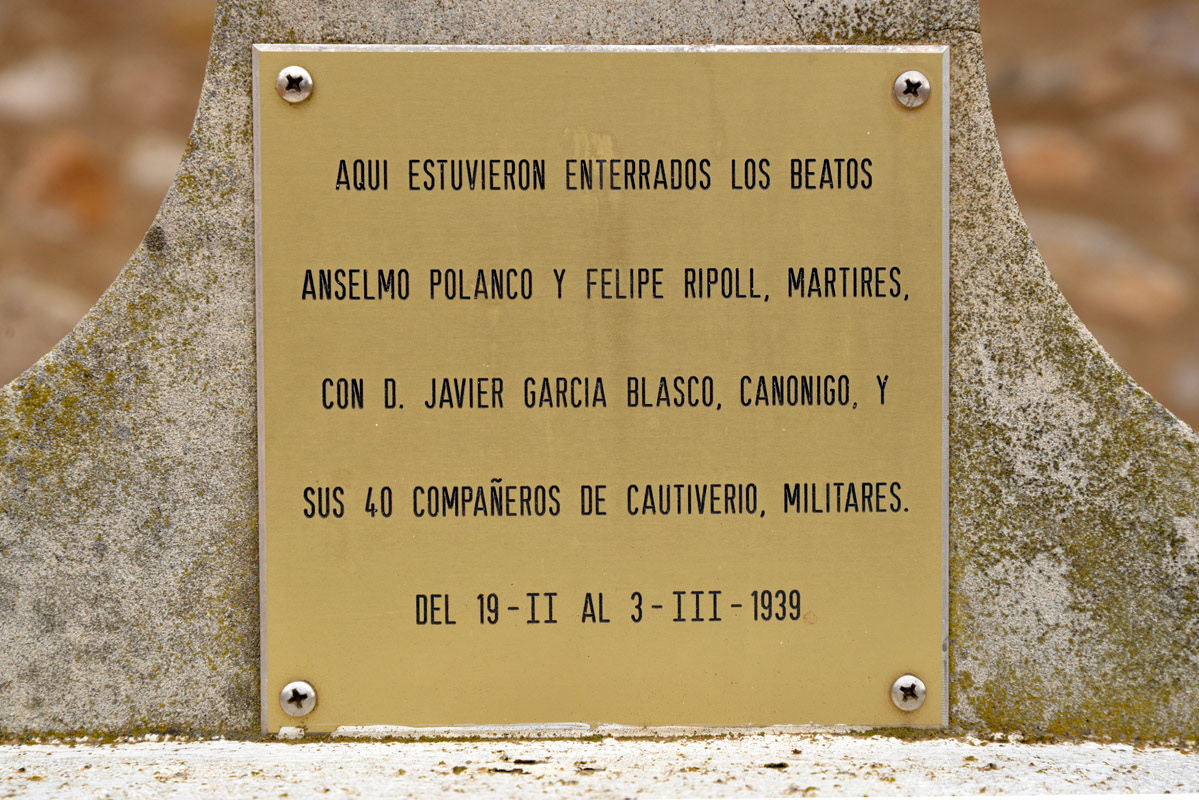 AQUI ESTUVIERON ENTERRADOS LOS BEATOS
ANSELMO POLANCO Y FELIPE RIPOLL, MARTIRES,
CON D. JAVIER GARCIA BLASCO, CANONIGO, Y
SUS 40 COMPAÑEROS DE CAUTIVERIO, MILITARES.
DEL 19-II AL 3-III-1939